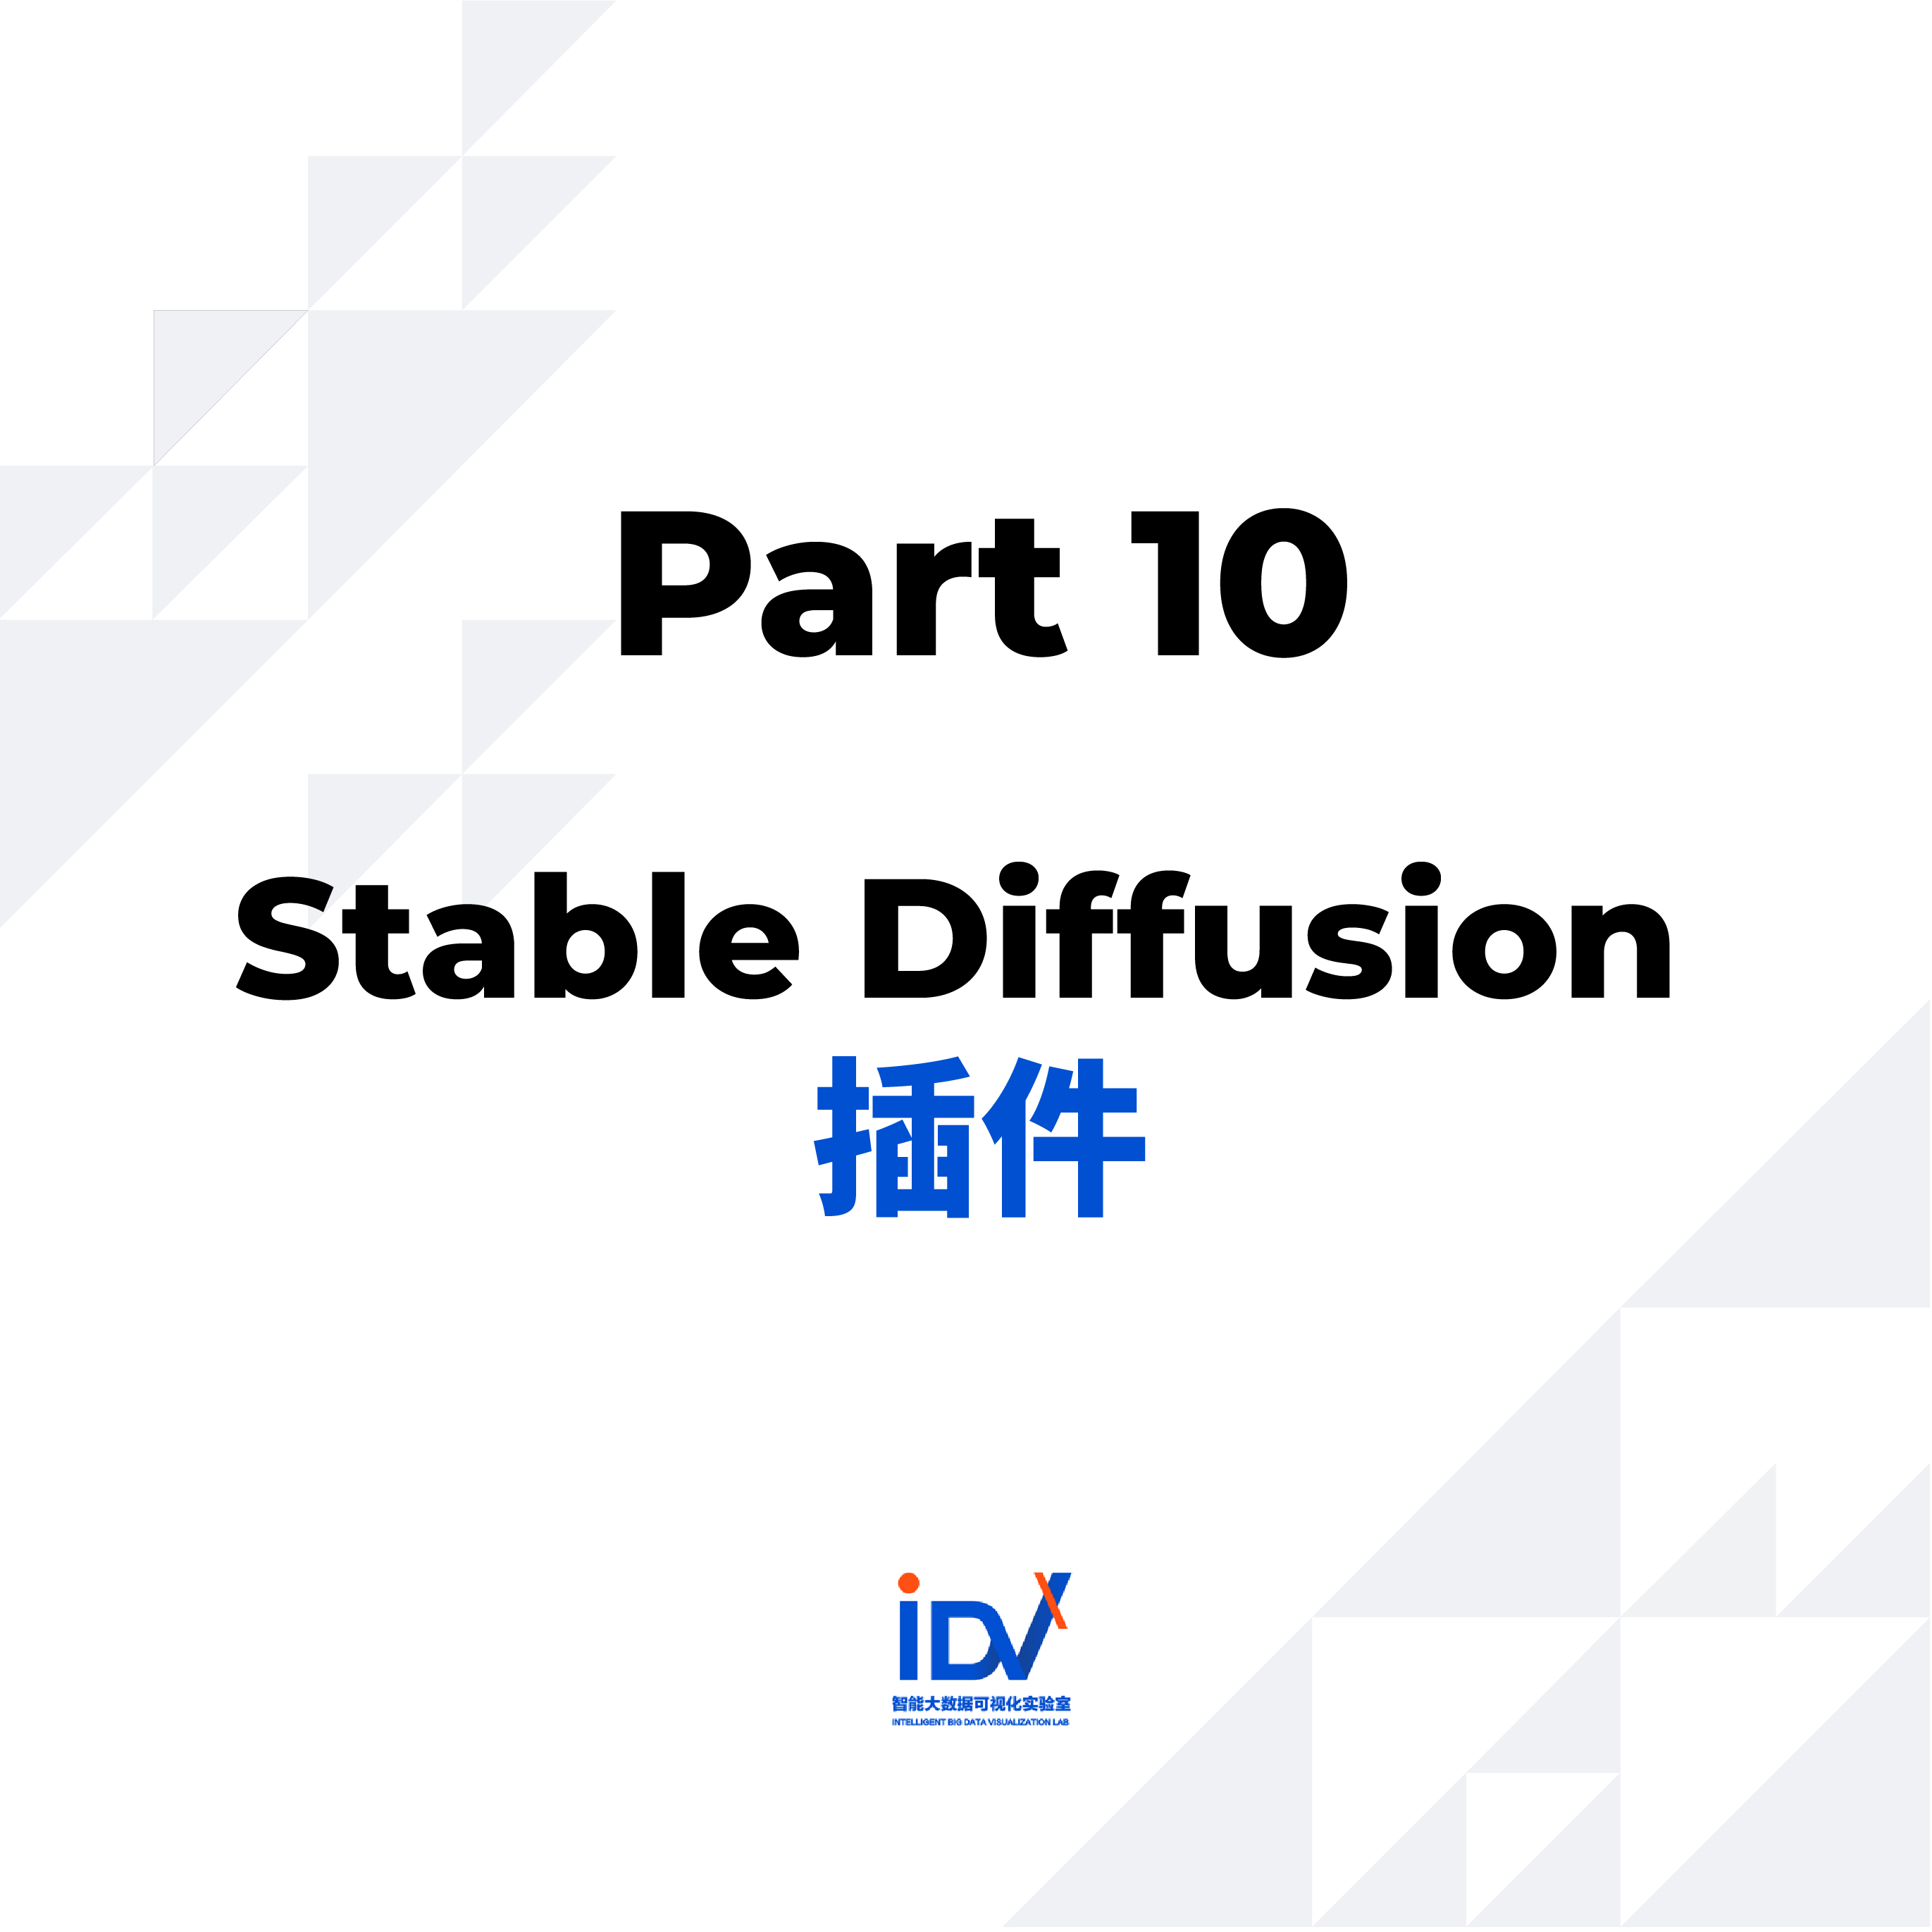 Part 10
Stable Diffusion
插件
iDVX
智能大数据可视化实验室
INTELLIGENT BIG DATA VISUALIZATION LAB